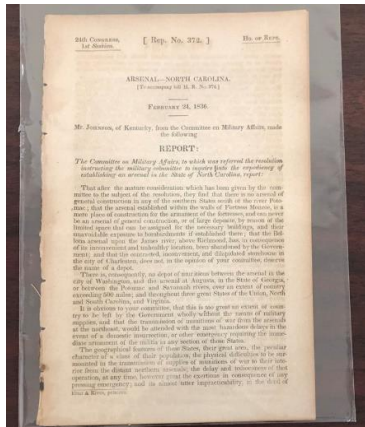 24th Congress, [ Rep. No. 372. ] Ho. of Reps.
1st Session.
ARSENAL—NORTH CAROLINA.
[To accompany bill H. R. No. 372.]
February 24, 1836.
Mr. Johnson, of Kentucky, from the Committee on Military Affairs, made
the following
REPORT:
The Committee on Military Affairs, to which was referred the resolution
instructing the military committee to inquire into the expediency of
establishing an arsenal in the State of North Carolina, report:
That after the mature consideration which has been given by the com-
mittee to the subject of the resolution, they find that there is no arsenal of
general construction in any of the southern States south of the river Poto-
mac; that the arsenal established within the walls of Fortress Monroe, is a
mere place of construction for the armament of the fortresses, and can never
be an arsenal of general construction, or of large deposite, by reason of the
limited space that can be assigned for the necessary buildings, and their
unavoidable exposure to bombardments if established there; that the Bel-
lona arsenal upon the James river, above Richmond, has, in consequence
of its inconvenient and unhealthy location, been abandoned by the Govern-
ment; and that the contracted, inconvenient, and dilapidated storehouse in
the city of Charleston, does not, in the opinion of your committee, deserve
the name of a depot.
There is, consequently, no depot of munitions between the arsenal in the
city of Washington, and the arsenal at Augusta, in the State of Georgia,
or between the Potomac and Savannah rivers, over an extent of country
exceeding 500 miles; and throughout three great States of the Union, North
and South Carolina, and Virginia.
It is obvious to your committee, that this is too great an extent of coun-
try to be left by the Government wholly without the means of military
supplies, and that the transmission of munitions of war from the arsenals
at the northeast, would be attended with the most hazardous delays in the
event of a domestic insurrection, or other emergency requiring the imme-
diate armament of the militia in any section of those States.
The geographical features of those States, their great area, the peculiar
character of a class of their population, the physical difficulties to be sur-
mounted in the transmission of supplies of munitions of war to their inte-
rior from the distant northern arsenals; the delay and uncertainty of that
operation, at any time, however great the exertions in consequence of any
pressing emergency; and its almost utter impracticability in the dead of
Blair & Rives, printers.